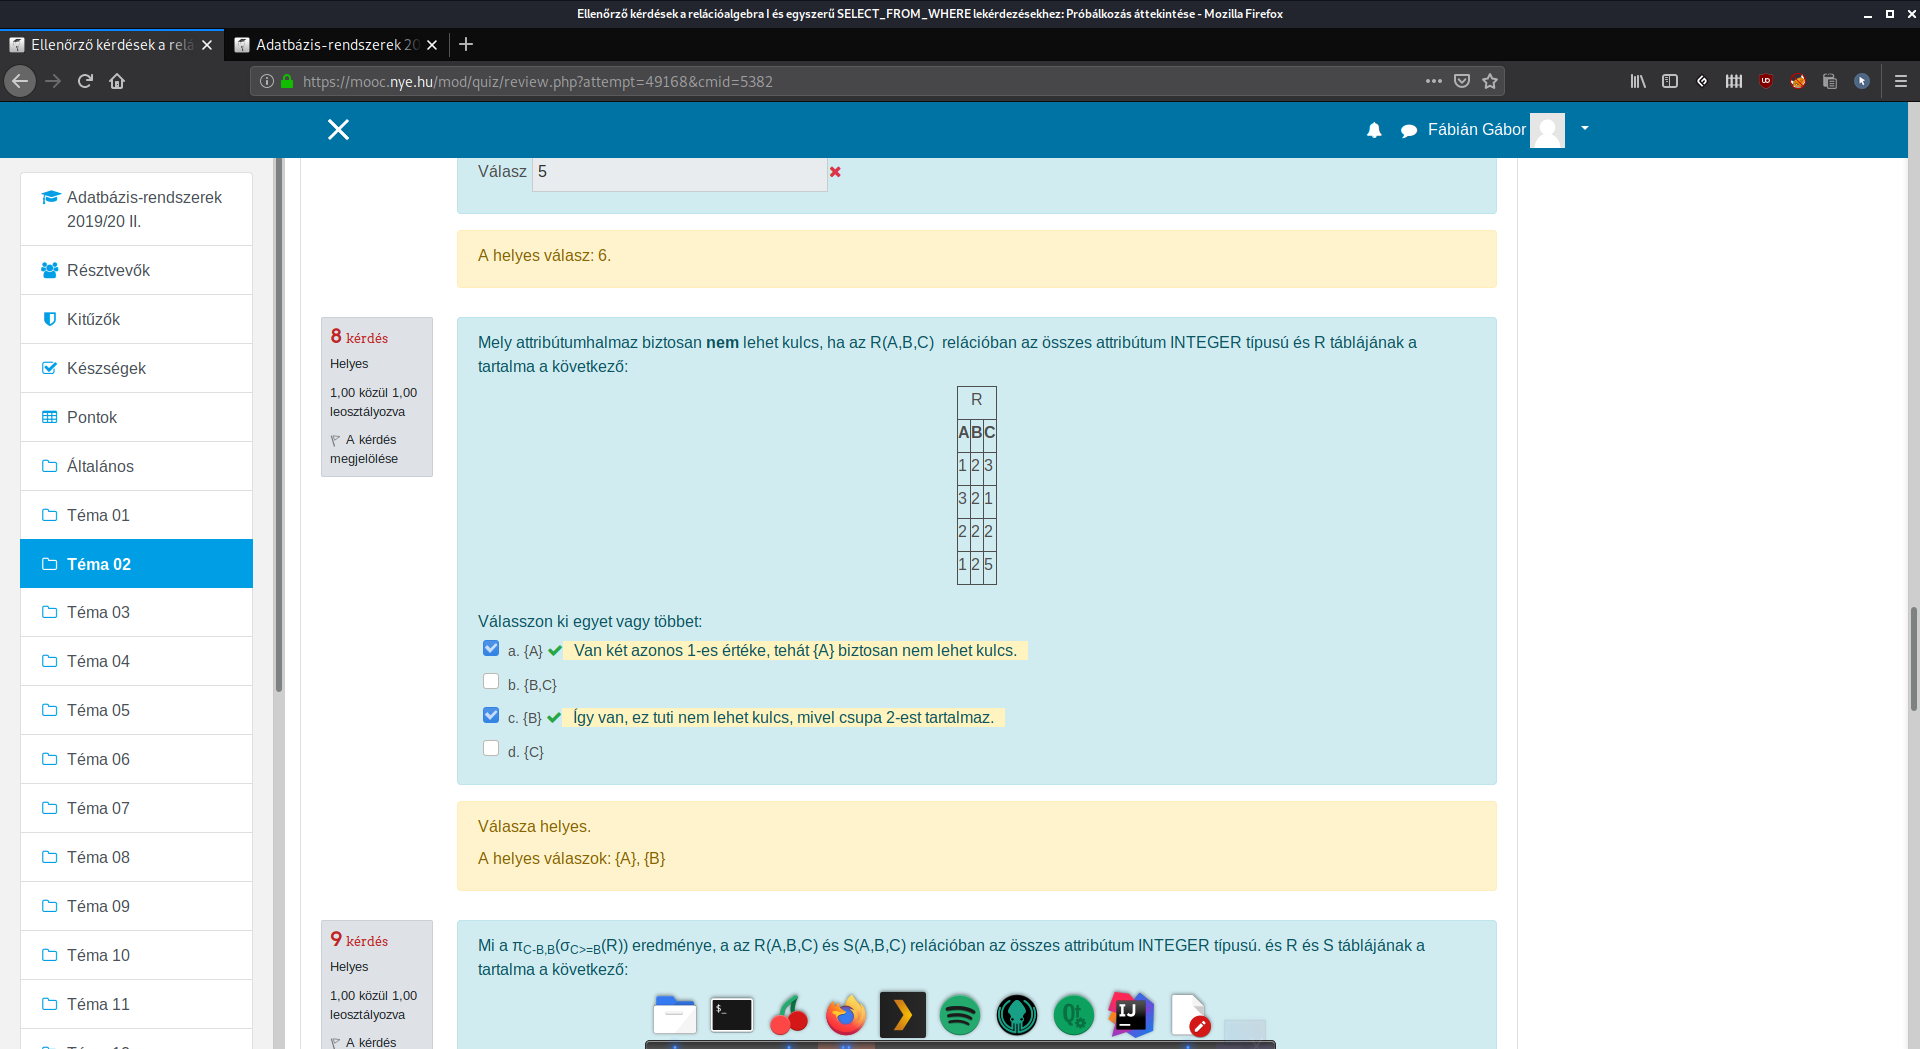 Ellenőrző kérdések a relációalgebra I és egyszerű SELECT_FROM_WHERE lekérdezésekhez: Próbálkozás áttekintése - Mozilla Firefox
Ellenőrző kérdések a relá
Adatbázis-rendszerek 20
https://mooc.nye.hu/mod/quiz/review.php?attempt=49168&cmid=5382
Fábián Gábor
Adatbázis-rendszerek
2019/20 II.
Résztvevők
Kitűzők
Készségek
Pontok
Általános
Téma 01
Téma 02
Téma 03
Téma 04
Téma 05
Téma 06
Téma 07
Téma 08
Téma 09
Téma 10
Téma 11
Válasz 5
A helyes válasz: 6.
8 kérdés
Helyes
1,00 közül 1,00
leosztályozva
A kérdés
megjelölése
Mely attribútumhalmaz biztosan nem lehet kulcs, ha az R(A,B,C) relációban az összes attribútum INTEGER típusú és R táblájának a
tartalma a következő:
R
A B C
1 2 3
3 2 1
2 2 2
1 2 5
Válasszon ki egyet vagy többet:
a. {A} Van két azonos 1-es értéke, tehát {A} biztosan nem lehet kulcs.
b. {B,C}
c. {B} Így van, ez tuti nem lehet kulcs, mivel csupa 2-est tartalmaz.
d. {C}
Válasza helyes.
A helyes válaszok: {A}, {B}
9 kérdés
Helyes
1,00 közül 1,00
leosztályozva
A kérdés
Mi a πC-B,B(σC>=B(R)) eredménye, a az R(A,B,C) és S(A,B,C) relációban az összes attribútum INTEGER típusú. és R és S táblájának a
tartalma a következő:
$_
Qt
IJ